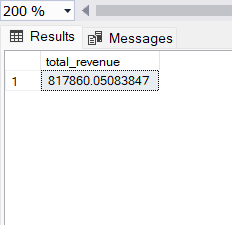 200 %
Results Messages
total_revenue
1 817860.05083847